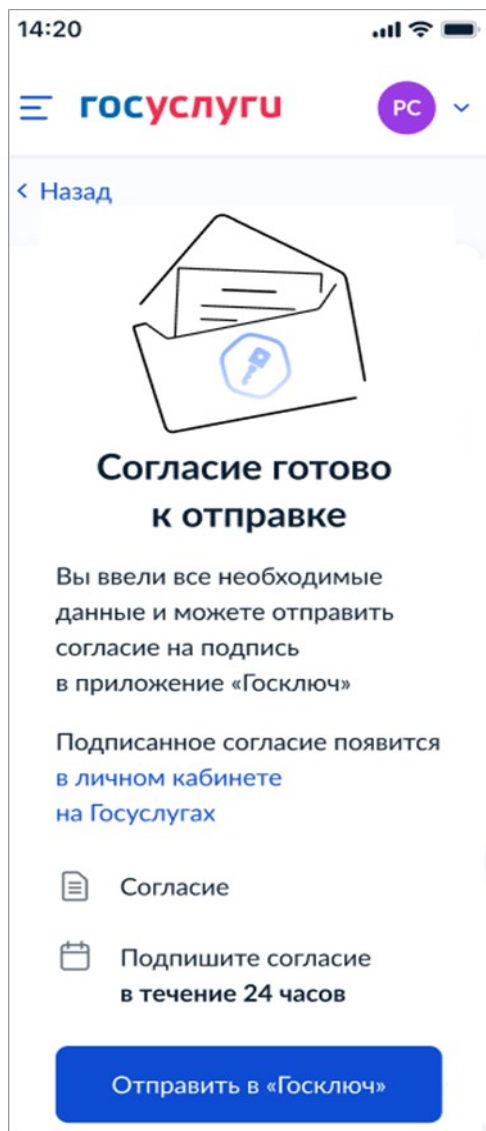 14:20
госуслуги
РС
Назад
Согласие готово
к отправке
Вы ввели все необходимые
данные и можете отправить
согласие на подпись
в приложение «Госключ»
Подписанное согласие появится
в личном кабинете
на Госуслугах
Согласие
Подпишите согласие
в течение 24 часов
Отправить в «Госключ»